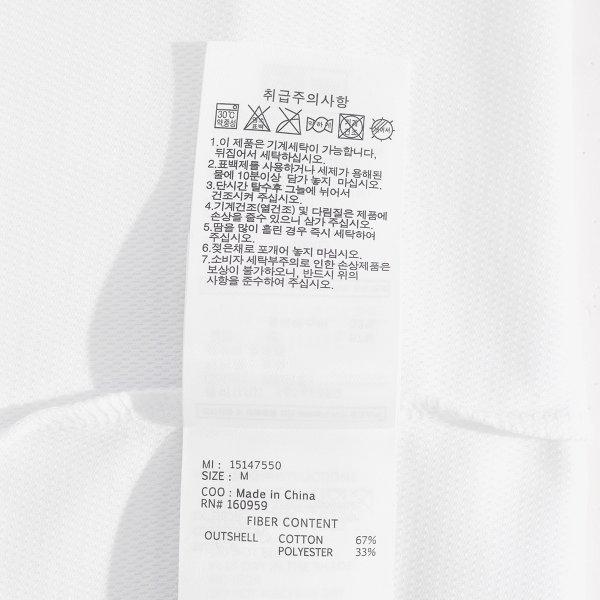 취급주의사항
30℃
약중성
1.이 제품은 기계세탁이 가능합니다,
뒤집어서 세탁하십시오.
2.표백제를 사용하거나 세제가 용해된
물에 10분이상 담가 놓지 마십시오.
3.단시간 탈수후 그늘에 뉘어서
건조시켜 주십시오.
4.기계건조(열건조) 및 다림질은 제품에
손상을 줄수 있으니 삼가 주십시오.
5.땀을 많이 흘린 경우 즉시 세탁하여
주십시오.
6.젖은채로 포개어 놓지 마십시오.
7.소비자 세탁부주의로 인한 손상제품은
보상이 불가하오니, 반드시 위의
사항을 준수하여 주십시오.
MI : 15147550
SIZE : M
COO : Made in China
RN# 160959
FIBER CONTENT
OUTSHELL COTTON 67%
POLYESTER 33%